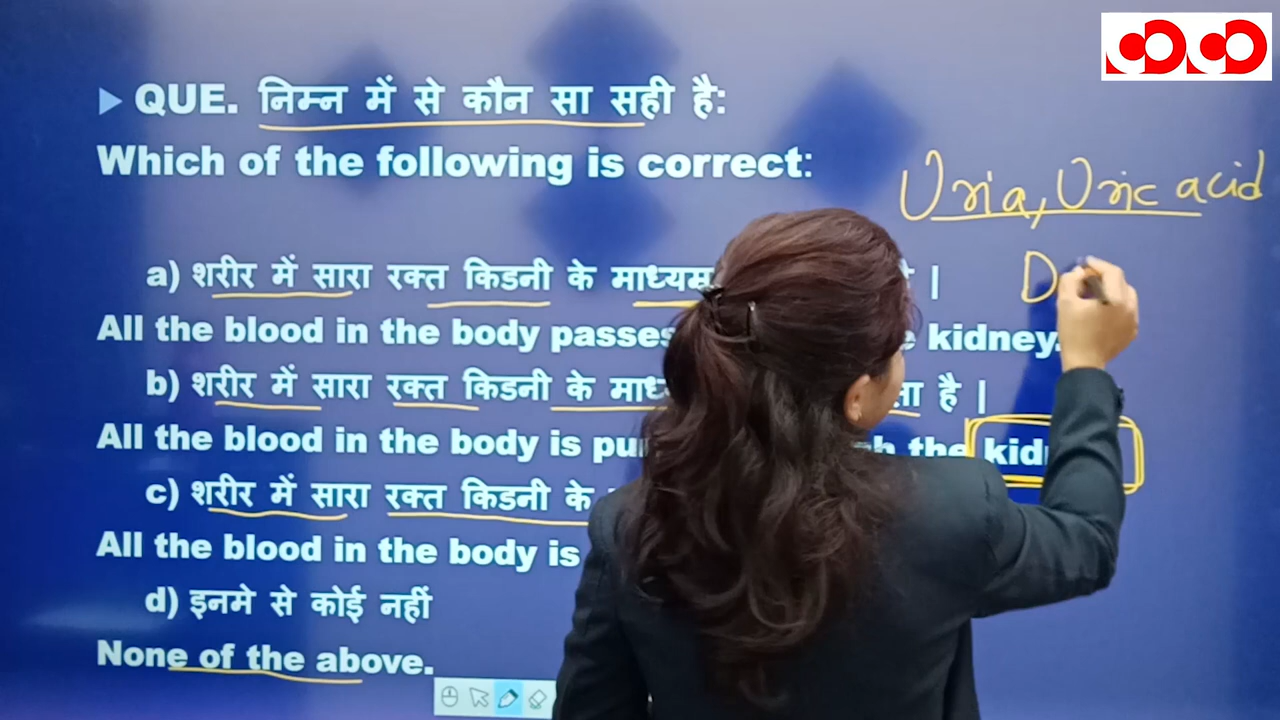 QUE. निम्न में से कौन सा सही है:
Which of the following is correct:
Uria, Uric acid
a) शरीर में सारा रक्त किडनी के माध्यम |
D
All the blood in the body passes kidney.
b) शरीर में सारा रक्त किडनी के है |
All the blood in the body is the
c) शरीर में सारा रक्त किडनी के
All the blood in the body is
d) इनमे से कोई नहीं
None of the above.